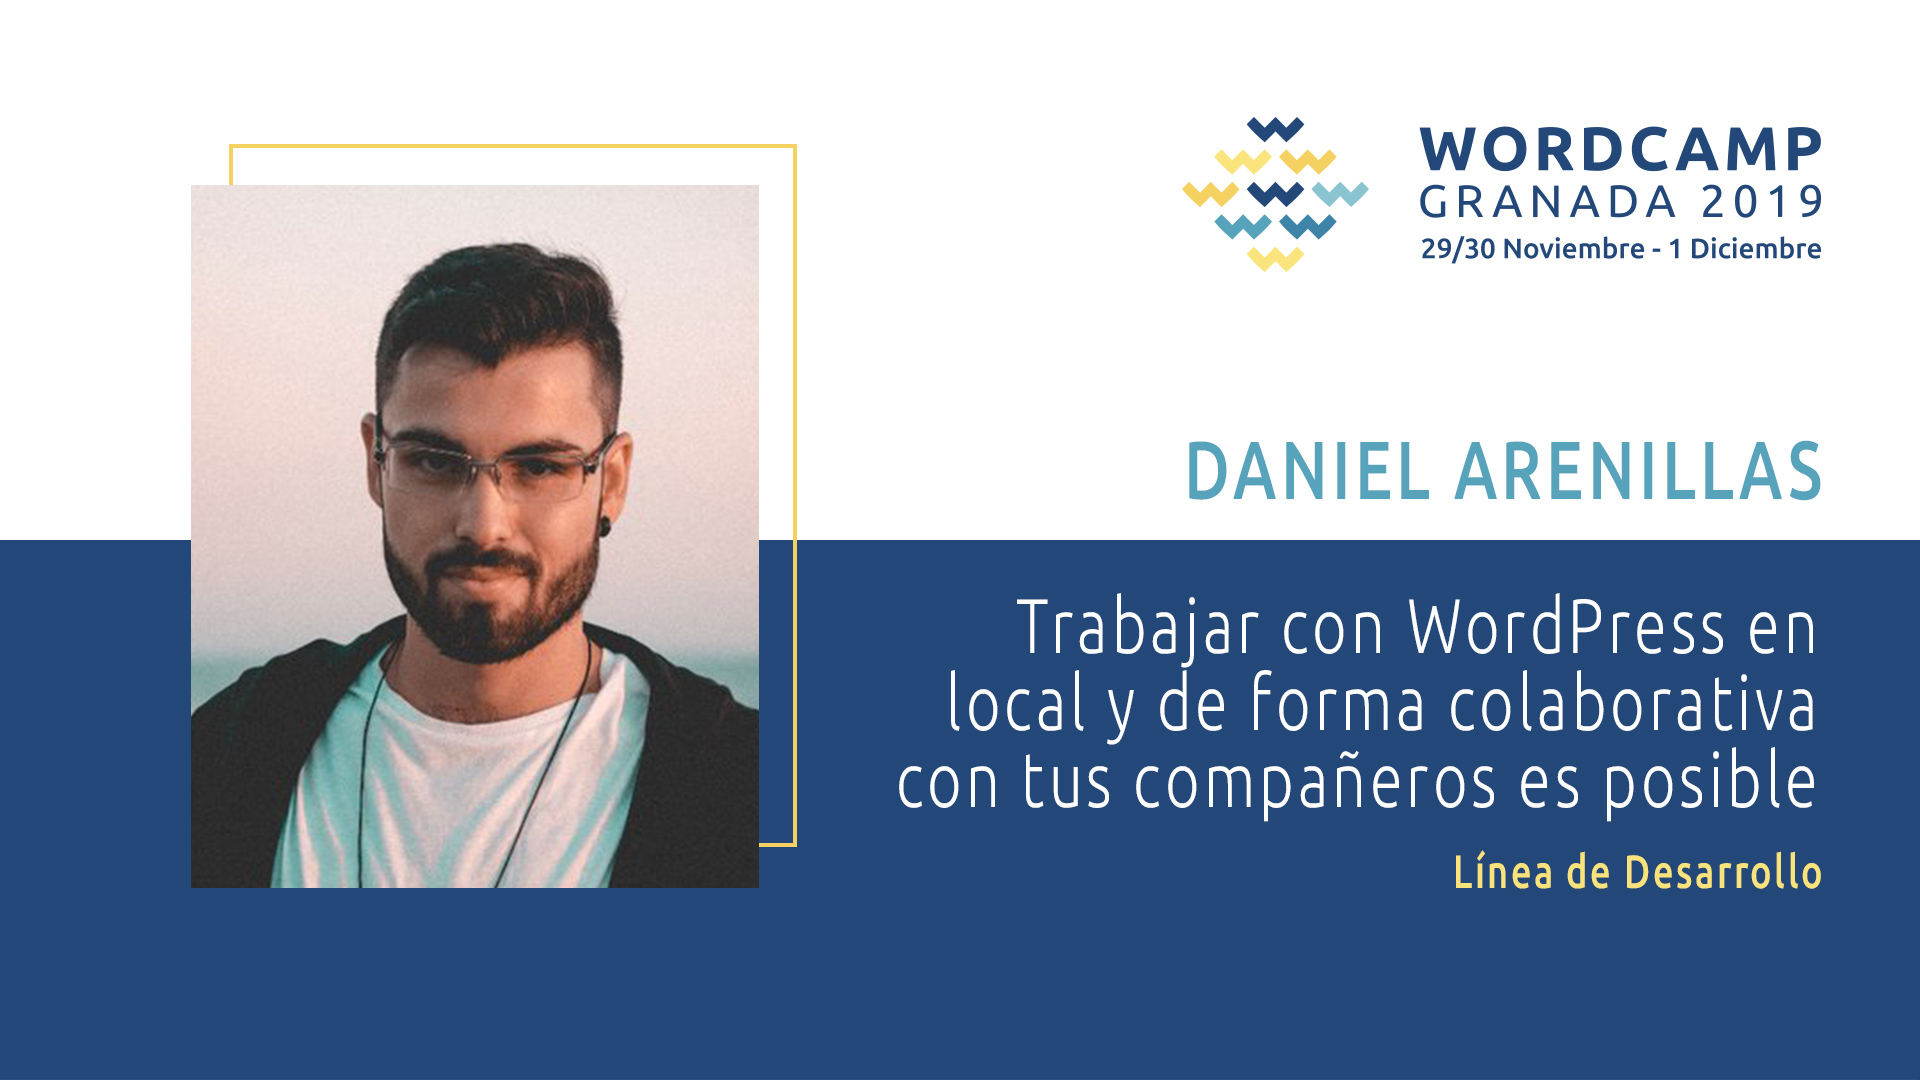 WORDCAMP
GRANADA 2019
29/30 Noviembre - 1 Diciembre
DANIEL ARENILLAS
Trabajar con WordPress en
local y de forma colaborativa
con tus compañeros es posible
Línea de Desarrollo